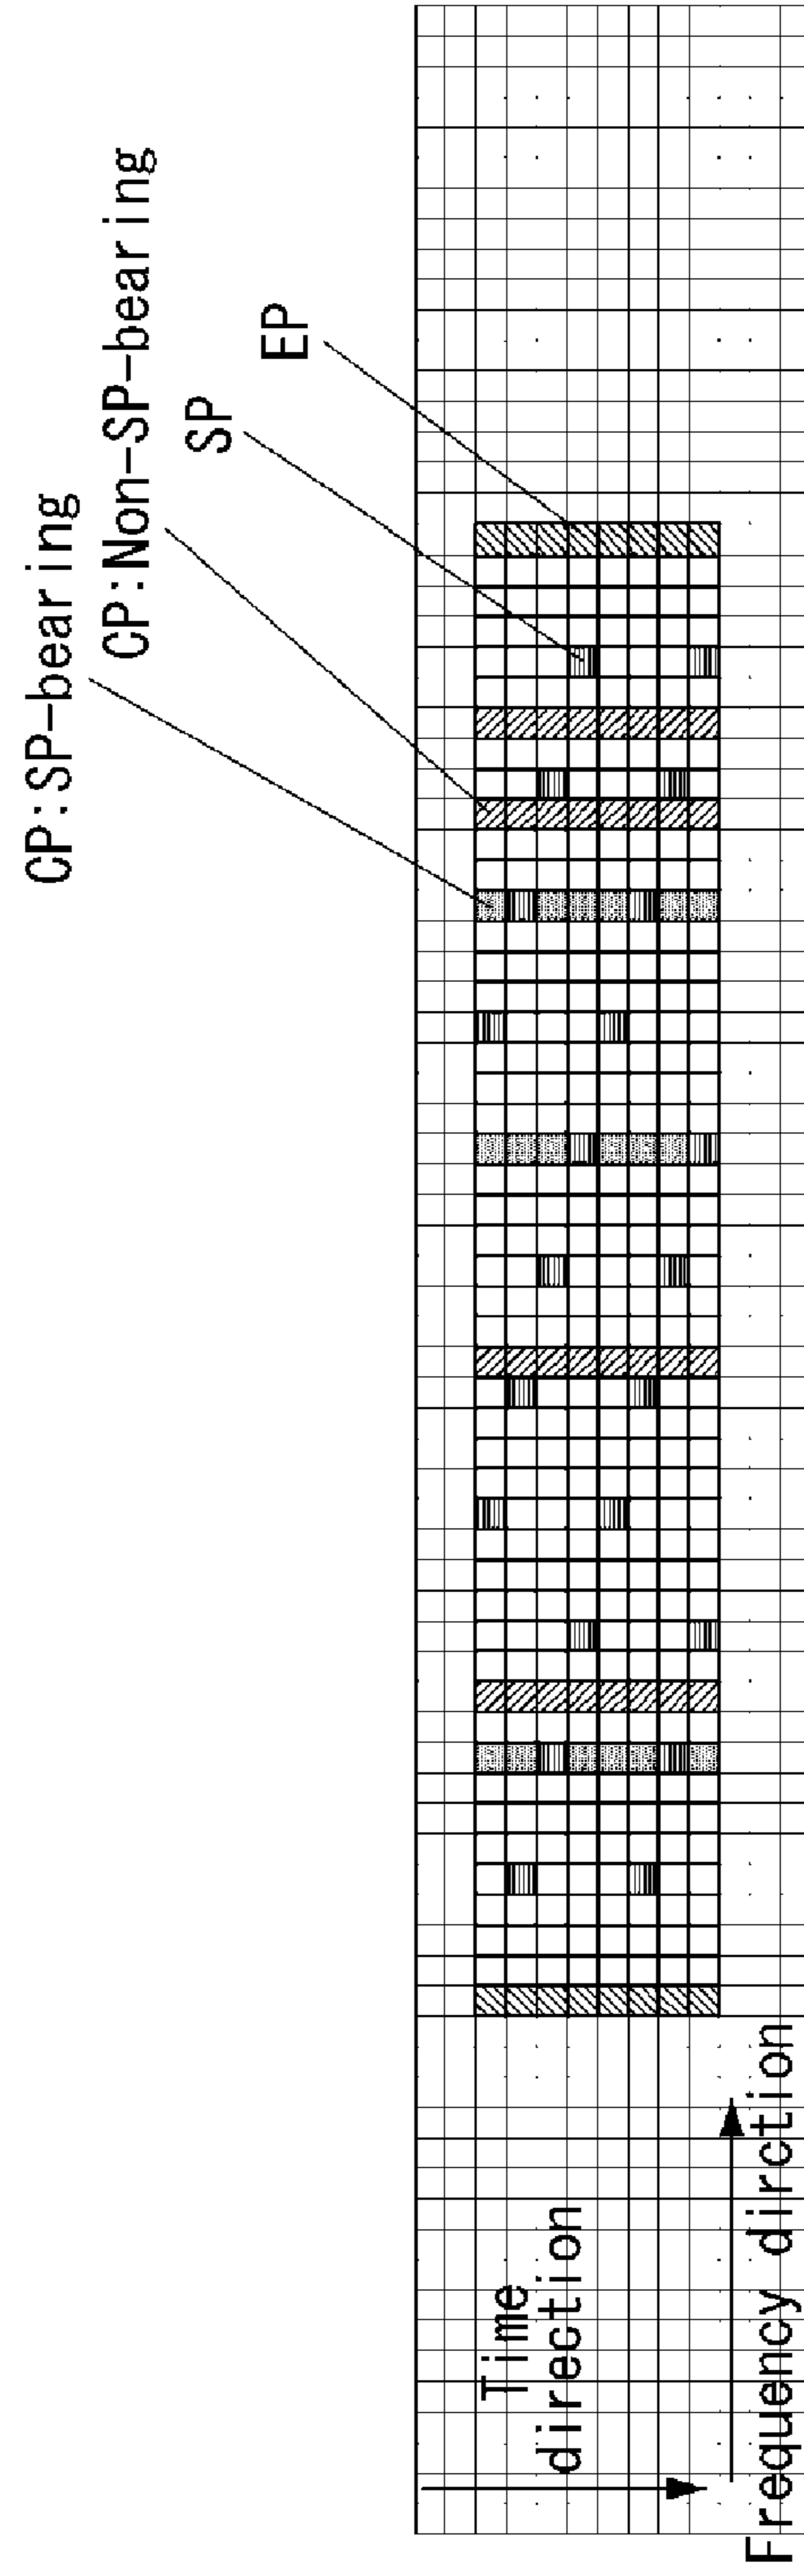 CP:SP-bearing
CP:Non-SP-bearing
SP
EP
Time
direction
Frequency direction